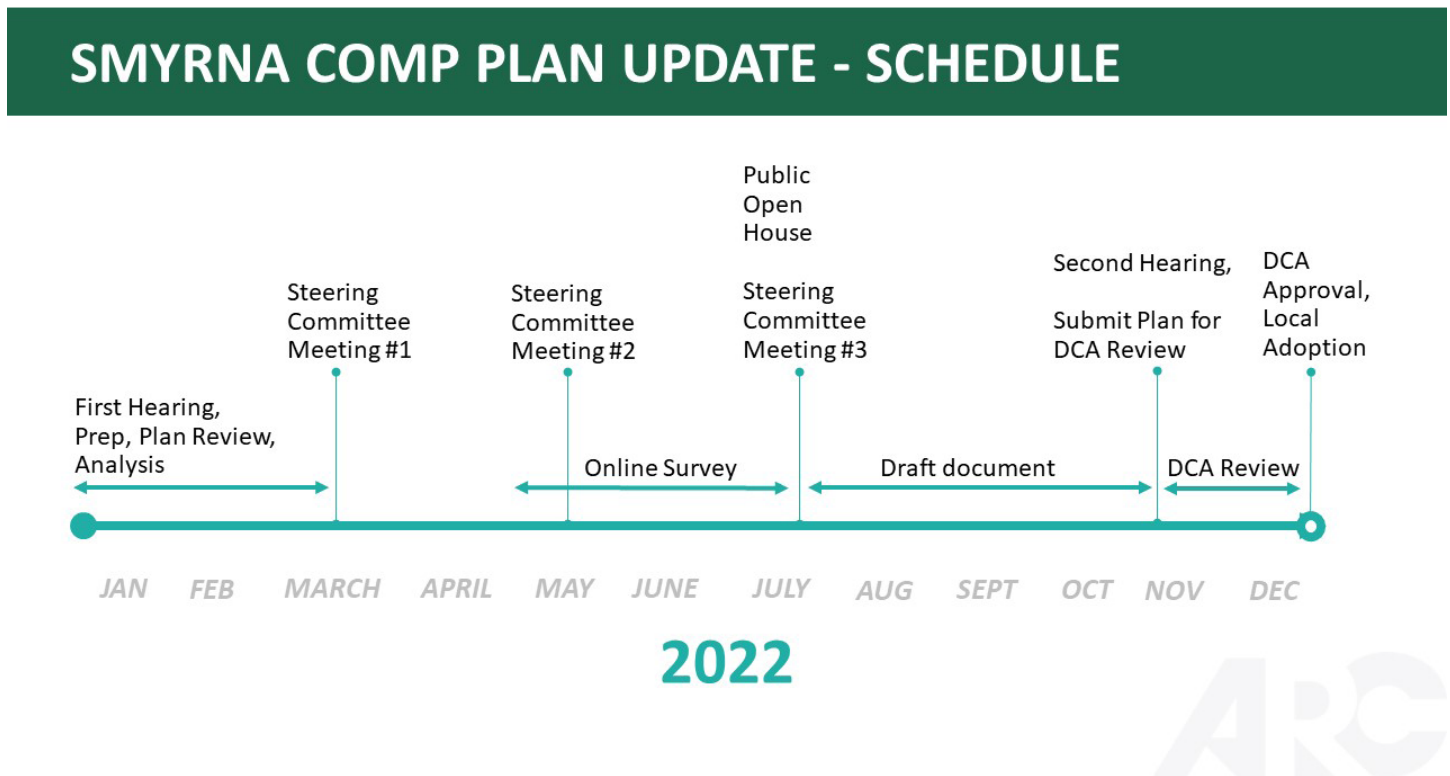 SMYRNA COMP PLAN UPDATE - SCHEDULE
Public
Open
House
Second Hearing,
Submit Plan for
DCA Review
DCA
Approval,
Local
Adoption
Steering
Committee
Meeting #1
Steering
Committee
Meeting #2
Steering
Committee
Meeting #3
First Hearing,
Prep, Plan Review,
Analysis
Online Survey
Draft document
DCA Review
JAN FEB MARCH APRIL MAY JUNE JULY AUG SEPT OCT NOV DEC
2022
ARC